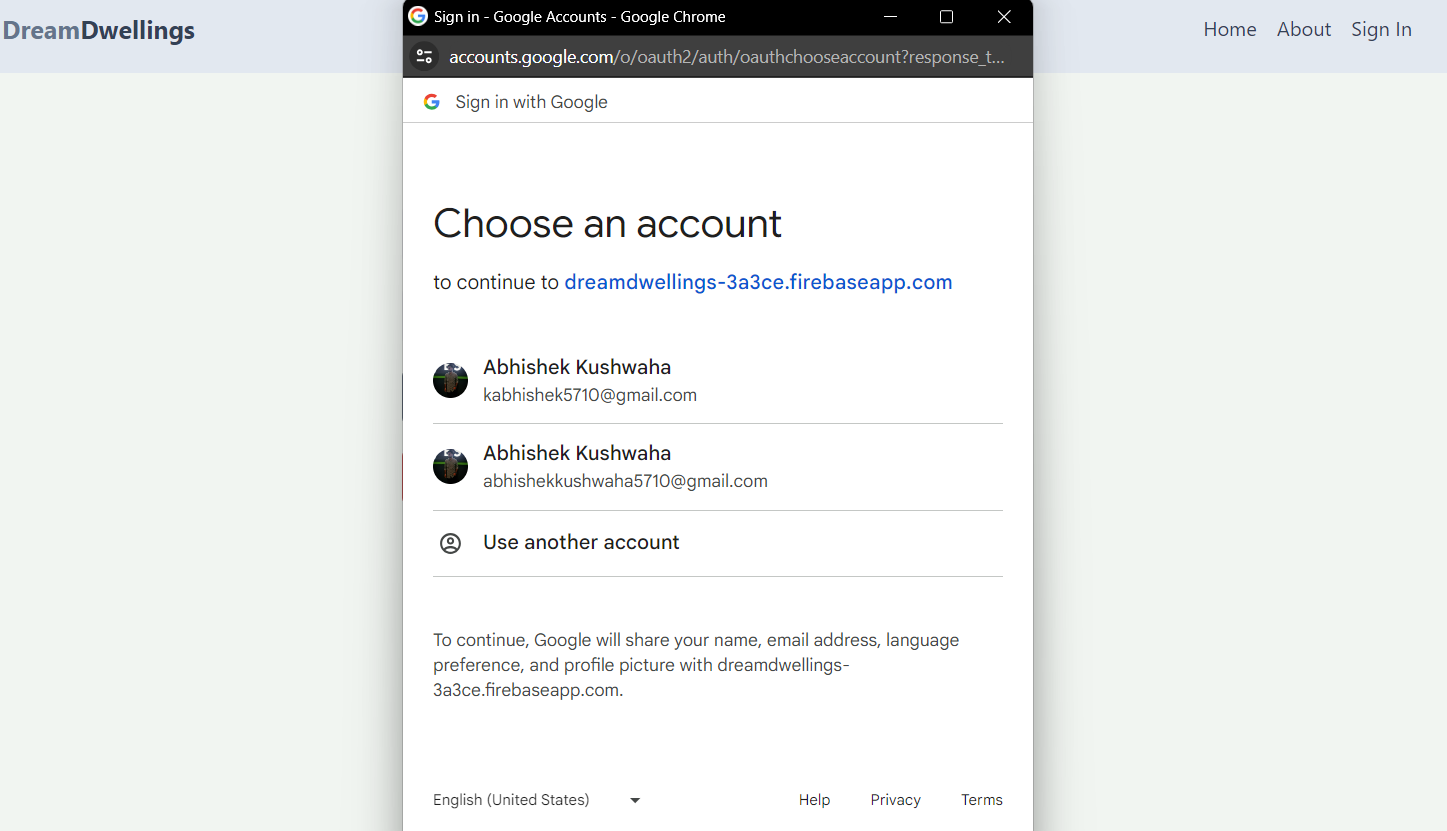 DreamDwellings
Home About Sign In
Sign in - Google Accounts - Google Chrome
accounts.google.com/o/oauth2/auth/oauthchooseaccount?response_t...
Sign in with Google
Choose an account
to continue to dreamdwellings-3a3ce.firebaseapp.com
Abhishek Kushwaha
kabhishek5710@gmail.com
Abhishek Kushwaha
abhishekkushwaha5710@gmail.com
Use another account
To continue, Google will share your name, email address, language
preference, and profile picture with dreamdwellings-
3a3ce.firebaseapp.com.
English (United States)
Help Privacy Terms